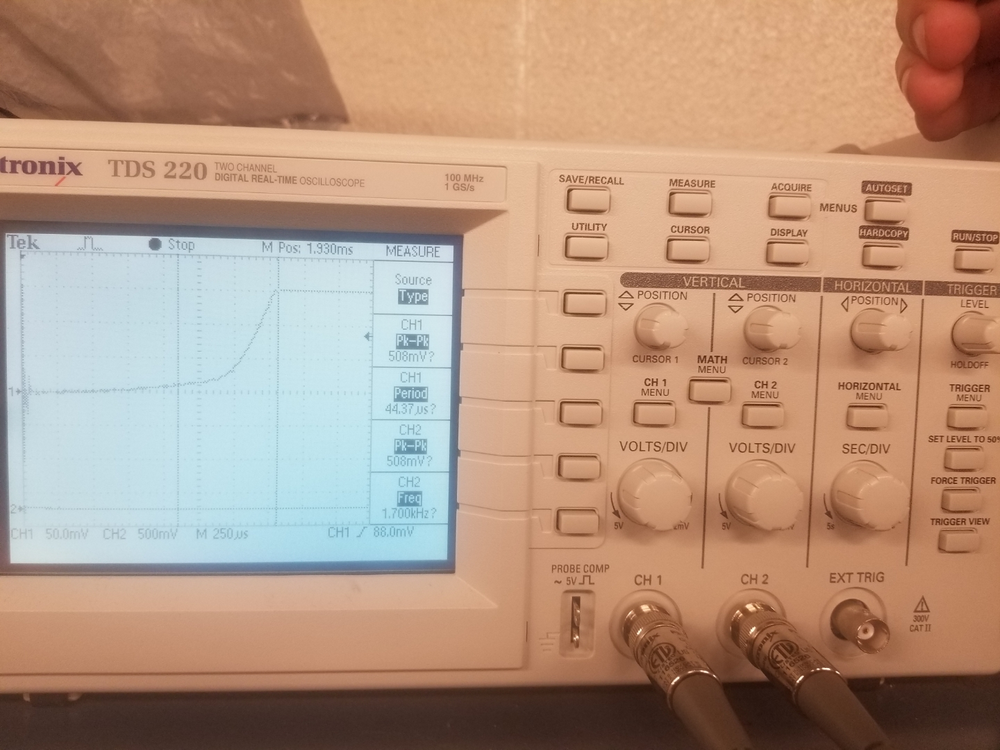 tronix TDS 220 TWO CHANNEL
DIGITAL REAL-TIME OSCILLOSCOPE
100 MHz
1 GS/s
Tek Stop M Pos: 1.930ms MEASURE
Source
Type
CH1
Pk-Pk
508mV?
CH1
Period
44.37µs?
CH2
Pk-Pk
508mV?
CH2
Freq
1.700kHz?
1
2
CH1 50.0mV CH2 500mV M 250µs CH1 88.0mV
SAVE/RECALL MEASURE ACQUIRE AUTOSET
MENUS
UTILITY CURSOR DISPLAY HARDCOPY RUN/STOP
VERTICAL HORIZONTAL TRIGGER
POSITION POSITION POSITION LEVEL
CURSOR 1 CURSOR 2 HOLDOFF
MATH
MENU
CH 1
MENU
CH 2
MENU
HORIZONTAL
MENU
TRIGGER
MENU
SET LEVEL TO 50%
VOLTS/DIV VOLTS/DIV SEC/DIV
FORCE TRIGGER
TRIGGER VIEW
5V mV 5V 5s
PROBE COMP
~ 5V
CH 1 CH 2 EXT TRIG
300V
CAT II